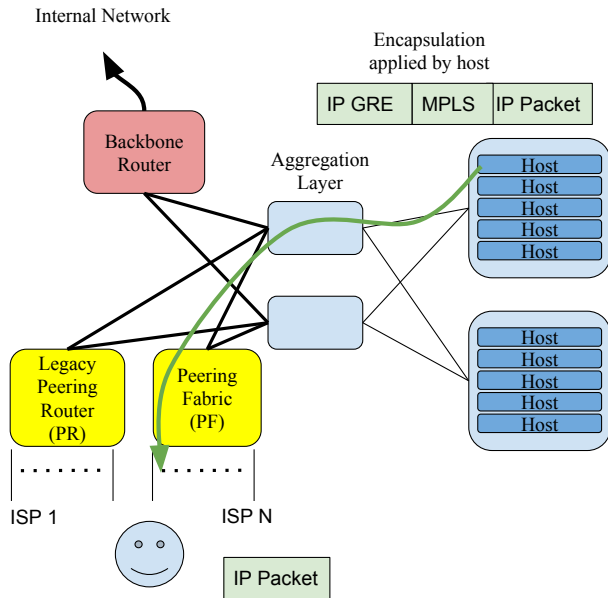 Internal Network
Encapsulation
applied by host
IP GRE MPLS IP Packet
Backbone
Router
Aggregation
Layer
Host
Host
Host
Host
Host
Legacy
Peering
Router
(PR)
Peering
Fabric
(PF)
Host
Host
Host
Host
Host
ISP 1
ISP N
IP Packet